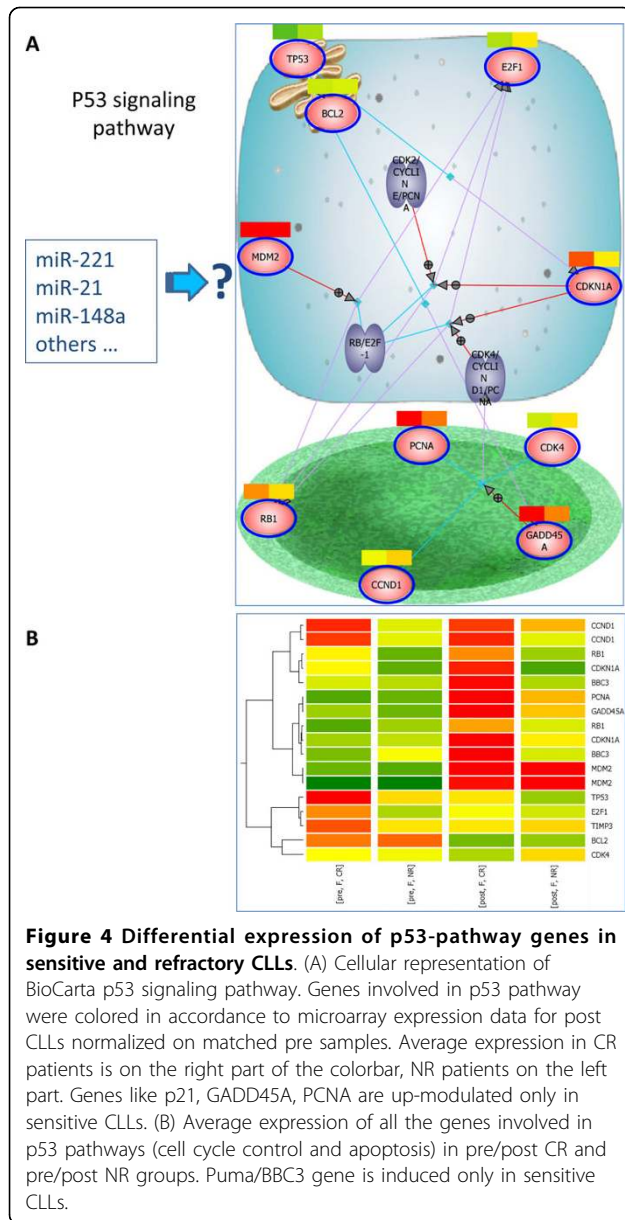 A
P53 signaling
pathway
miR-221
miR-21
miR-148a
others ...
?
TP53
E2F1
BCL2
CDK2/
CYCLIN
E/PCN
A
MDM2
CDKN1A
RB/E2F
-1
CDK4/
CYCLIN
D1/PC
NA
PCNA
CDK4
RB1
GADD45
A
CCND1
B
CCND1
CCND1
RB1
CDKN1A
BBC3
PCNA
GADD45A
RB1
CDKN1A
BBC3
MDM2
MDM2
TP53
E2F1
TIMP3
BCL2
CDK4
[pre, F, CR]
[pre, F, NR]
[post, F, CR]
[post, F, NR]
Figure 4 Differential expression of p53-pathway genes in
sensitive and refractory CLLs. (A) Cellular representation of
BioCarta p53 signaling pathway. Genes involved in p53 pathway
were colored in accordance to microarray expression data for post
CLLs normalized on matched pre samples. Average expression in CR
patients is on the right part of the colorbar, NR patients on the left
part. Genes like p21, GADD45A, PCNA are up-modulated only in
sensitive CLLs. (B) Average expression of all the genes involved in
p53 pathways (cell cycle control and apoptosis) in pre/post CR and
pre/post NR groups. Puma/BBC3 gene is induced only in sensitive
CLLs.